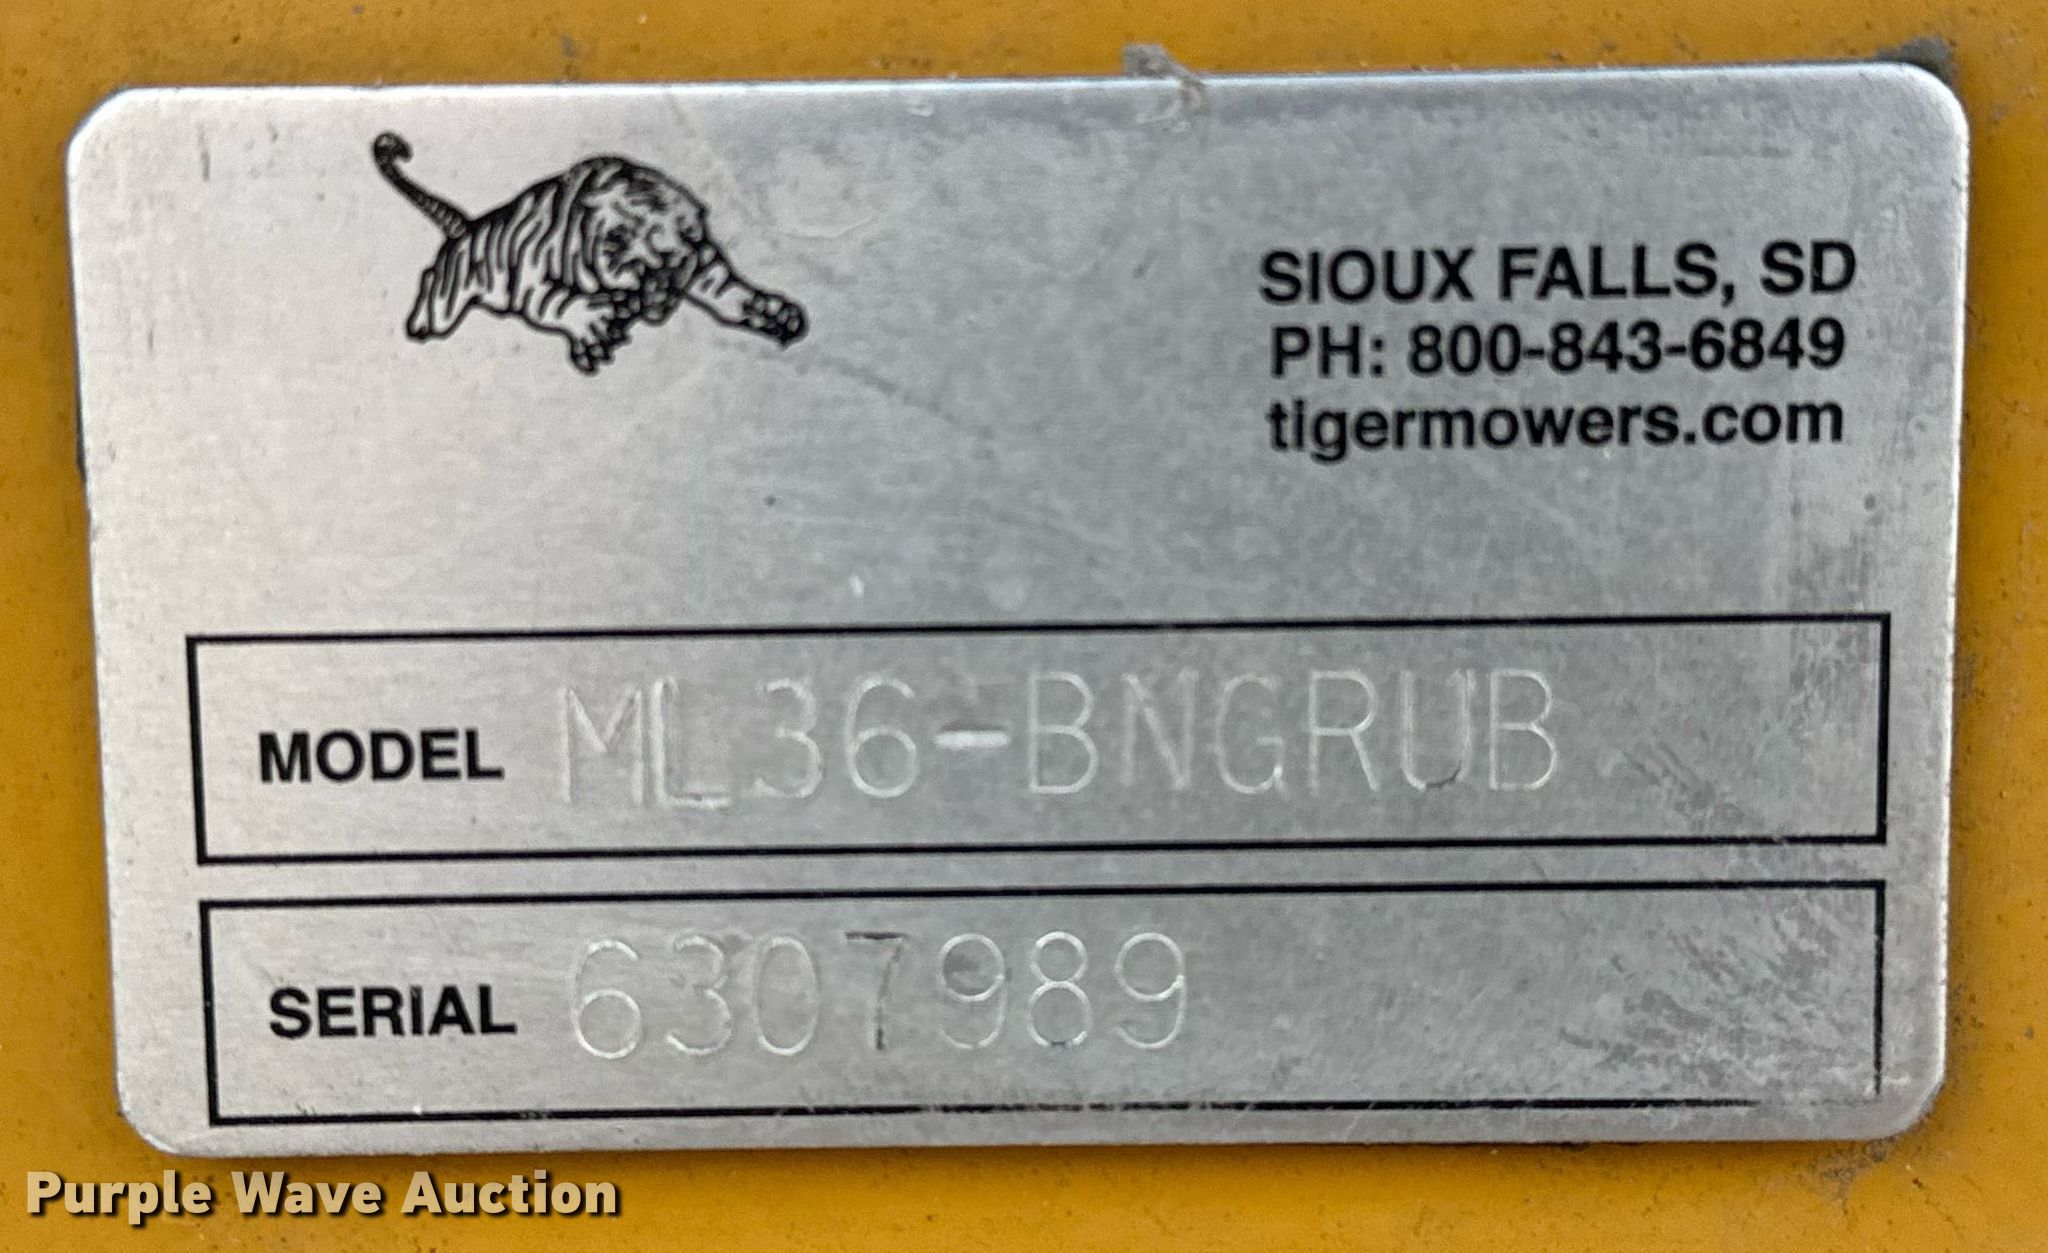 SIOUX FALLS, SD
PH: 800-843-6849
tigermowers.com
MODEL ML36-BNGRUB
SERIAL 6307989
Purple Wave Auction